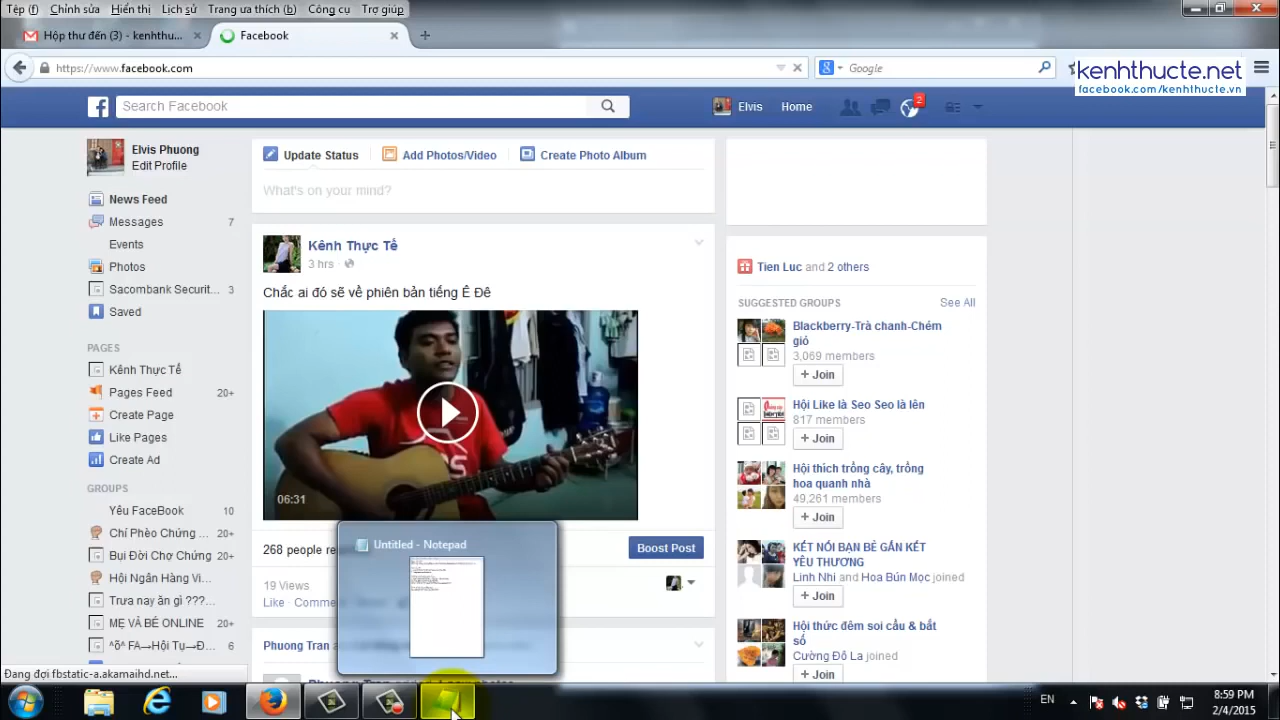 Tệp (f) Chỉnh sửa Hiển thị Lịch sử Trang ưa thích (b) Công cụ Trợ giúp
Hộp thư đến (3) - kenhthu...
Facebook
https://www.facebook.com
Google
kenhthucte.net
facebook.com/kenhthucte.vn
Search Facebook
Elvis
Home
2
Elvis Phuong
Edit Profile
News Feed
Messages 7
Events
Photos
Sacombank Securit... 3
Saved
PAGES
Kênh Thực Tế
Pages Feed 20+
Create Page
Like Pages
Create Ad
GROUPS
Yêu FaceBook 10
Chí Phèo Chứng ... 20+
Bụi Đời Chợ Chứng 20+
Hội Ngân Hàng Vi... 20+
Trưa nay ăn gì ???... 20+
MẸ VÀ BÉ ONLINE 20+
^ő^ FA→Hội Tụ→Đ... 6
Update Status
Add Photos/Video
Create Photo Album
What's on your mind?
Kênh Thực Tế
3 hrs
Chắc ai đó sẽ về phiên bản tiếng Ê Đê
06:31
268 people re
Boost Post
19 Views
Like · Comme
Phuong Tran
Untitled - Notepad
Tien Luc and 2 others
SUGGESTED GROUPS
See All
Blackberry-Trà chanh-Chém
gió
3,069 members
+ Join
Hội Like là Seo Seo là lên
817 members
+ Join
Hội thích trồng cây, trồng
hoa quanh nhà
49,261 members
+ Join
KẾT NỐI BẠN BÈ GẮN KẾT
YÊU THƯƠNG
Linh Nhi and Hoa Bún Mọc joined
+ Join
Hội thức đêm soi cầu & bắt
số
Cường Đô La joined
+ Join
Đang đợi fbstatic-a.akamaihd.net...
EN
8:59 PM
2/4/2015